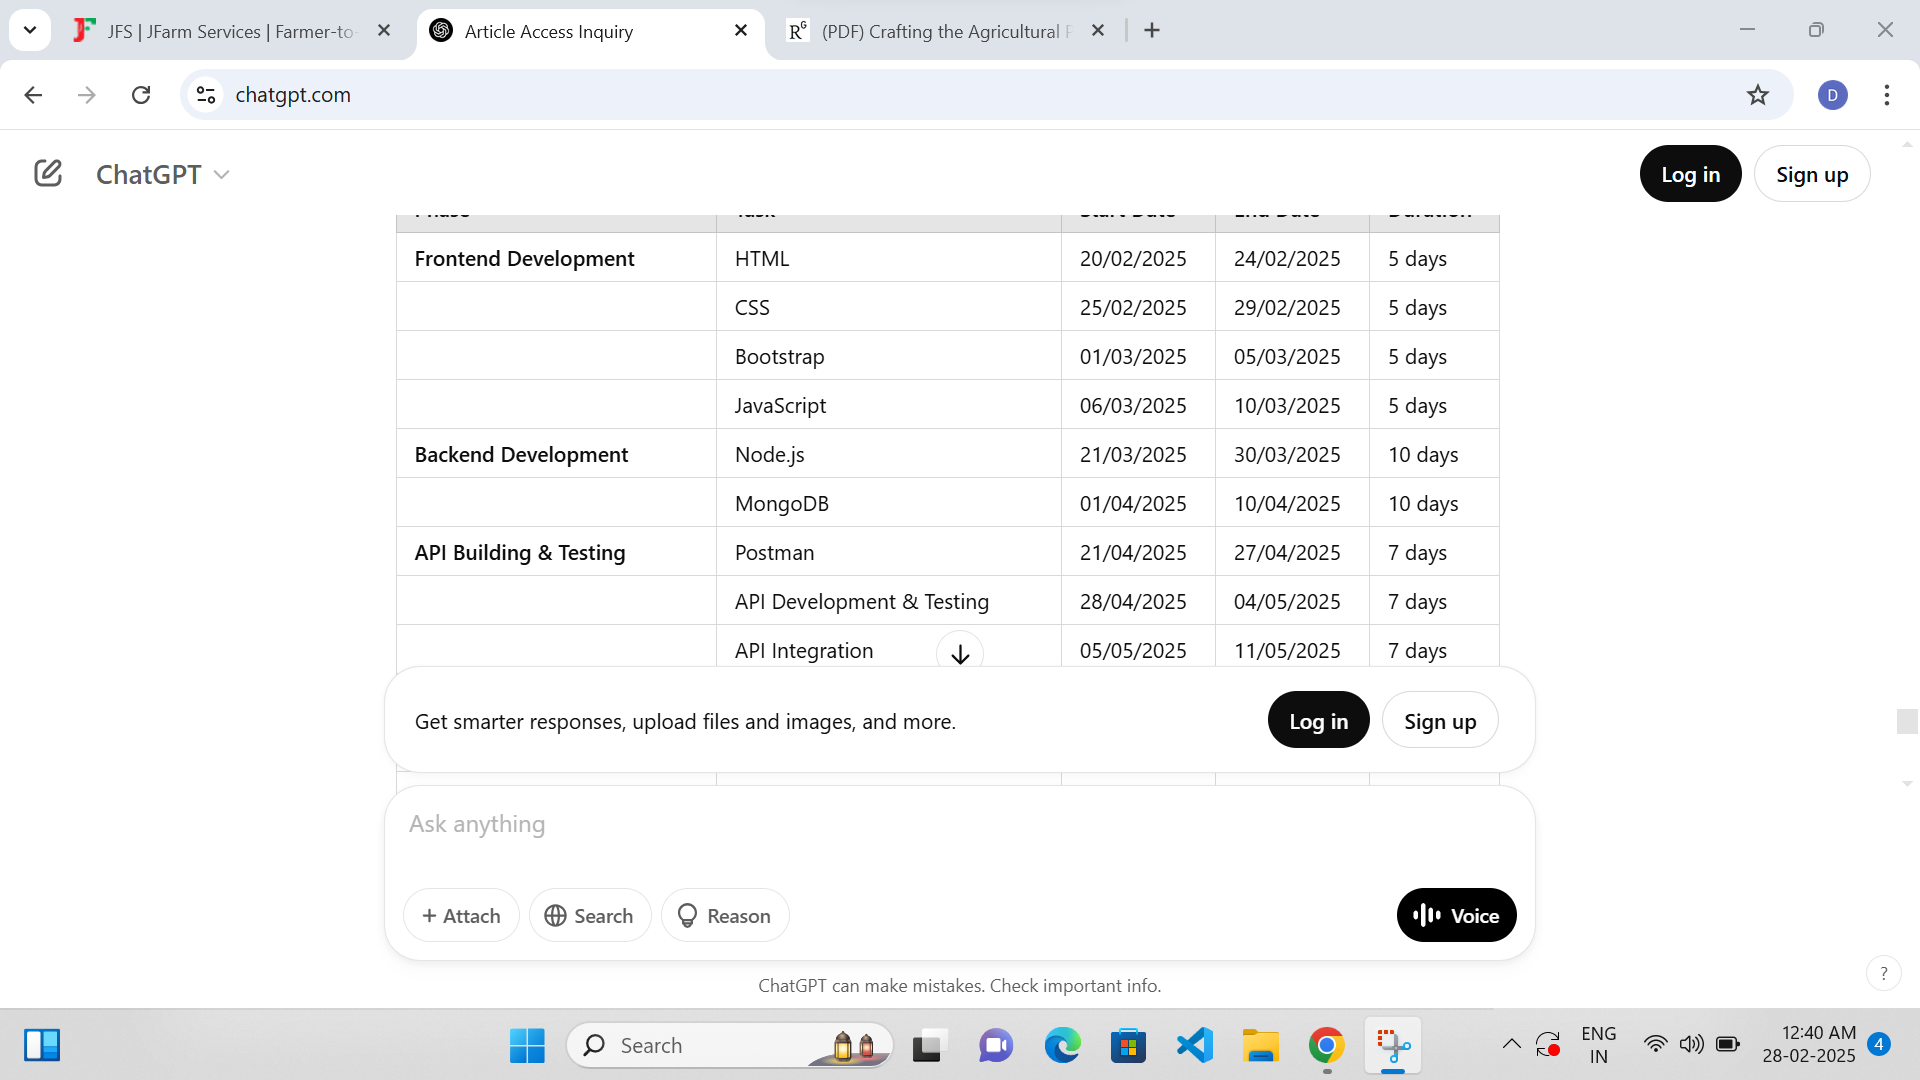 JFS | JFarm Services | Farmer-to-
Article Access Inquiry
(PDF) Crafting the Agricultural
chatgpt.com
D
ChatGPT
Log in
Sign up
Phase Task Start Date End Date Duration
Frontend Development HTML 20/02/2025 24/02/2025 5 days
CSS 25/02/2025 29/02/2025 5 days
Bootstrap 01/03/2025 05/03/2025 5 days
JavaScript 06/03/2025 10/03/2025 5 days
Backend Development Node.js 21/03/2025 30/03/2025 10 days
MongoDB 01/04/2025 10/04/2025 10 days
API Building & Testing Postman 21/04/2025 27/04/2025 7 days
API Development & Testing 28/04/2025 04/05/2025 7 days
API Integration 05/05/2025 11/05/2025 7 days
Get smarter responses, upload files and images, and more.
Log in
Sign up
Ask anything
+ Attach
Search
Reason
Voice
ChatGPT can make mistakes. Check important info.
?
Search
ENG
IN
12:40 AM
28-02-2025
4